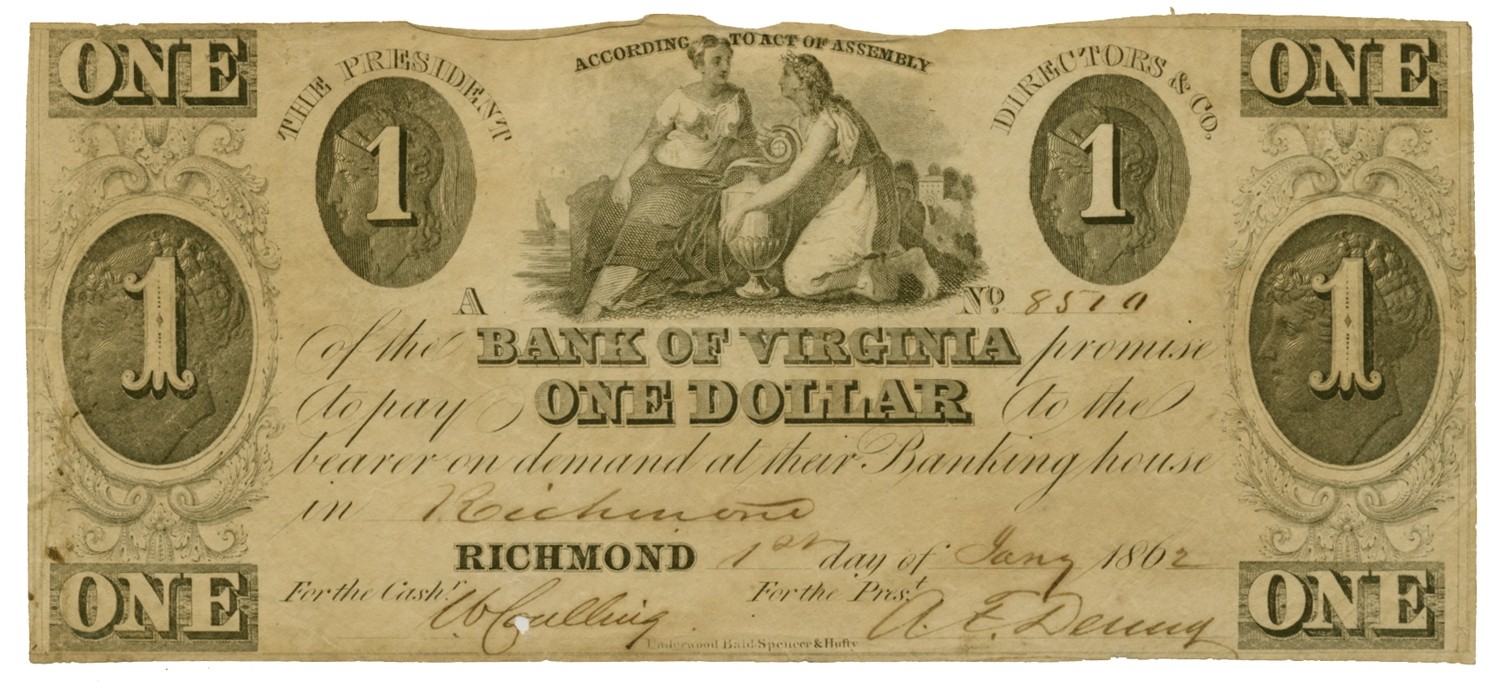 ONE
THE PRESIDENT
ACCORDING TO ACT OF ASSEMBLY
DIRECTORS & CO.
ONE
1
1
1
1
A
No.
of the BANK OF VIRGINIA promise
to pay ONE DOLLAR to the
bearer on demand at their Banking house
in Richmond
RICHMOND 1st day of Jany 1862
For the Cash.r W Coulling For the Pres.t
Underwood Bald Spencer & Hufty
ONE
ONE